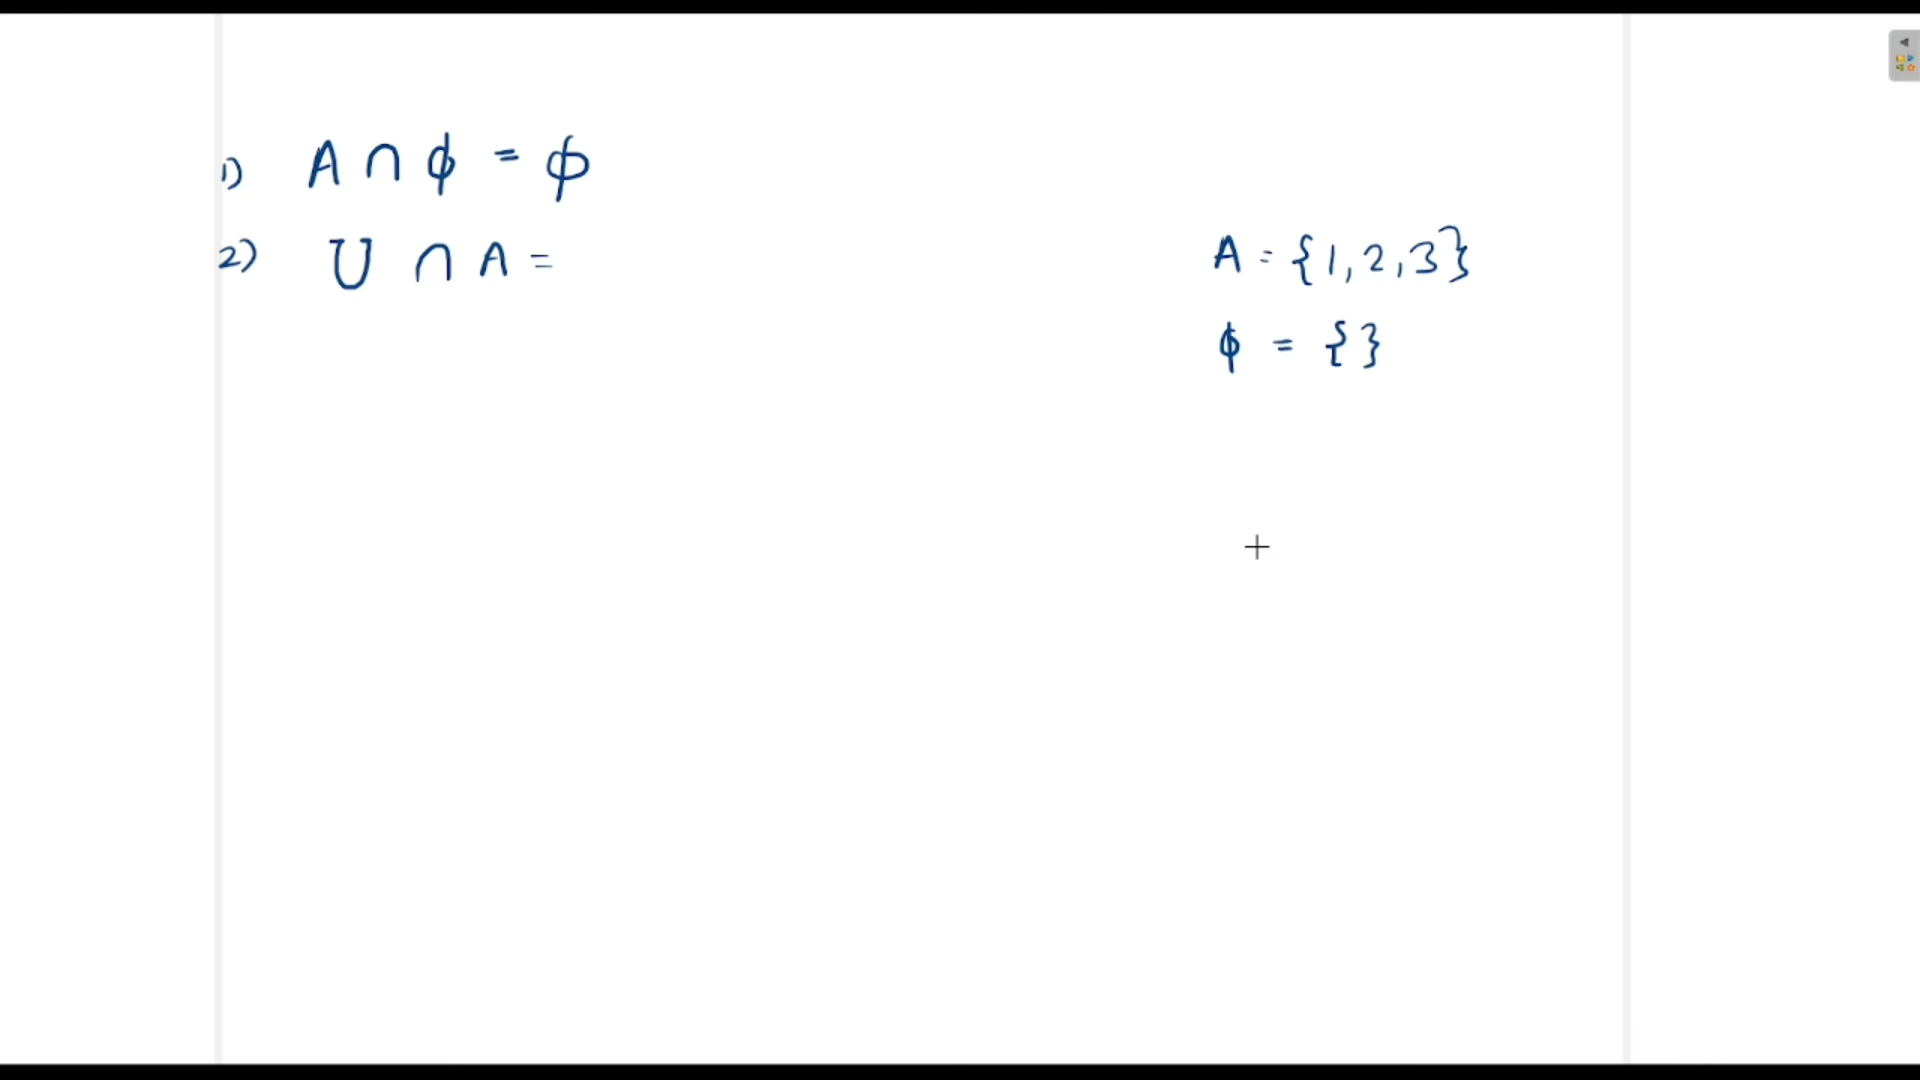 1) A ∩ ϕ = ϕ
2) U ∩ A =
A = {1,2,3}
ϕ = {}